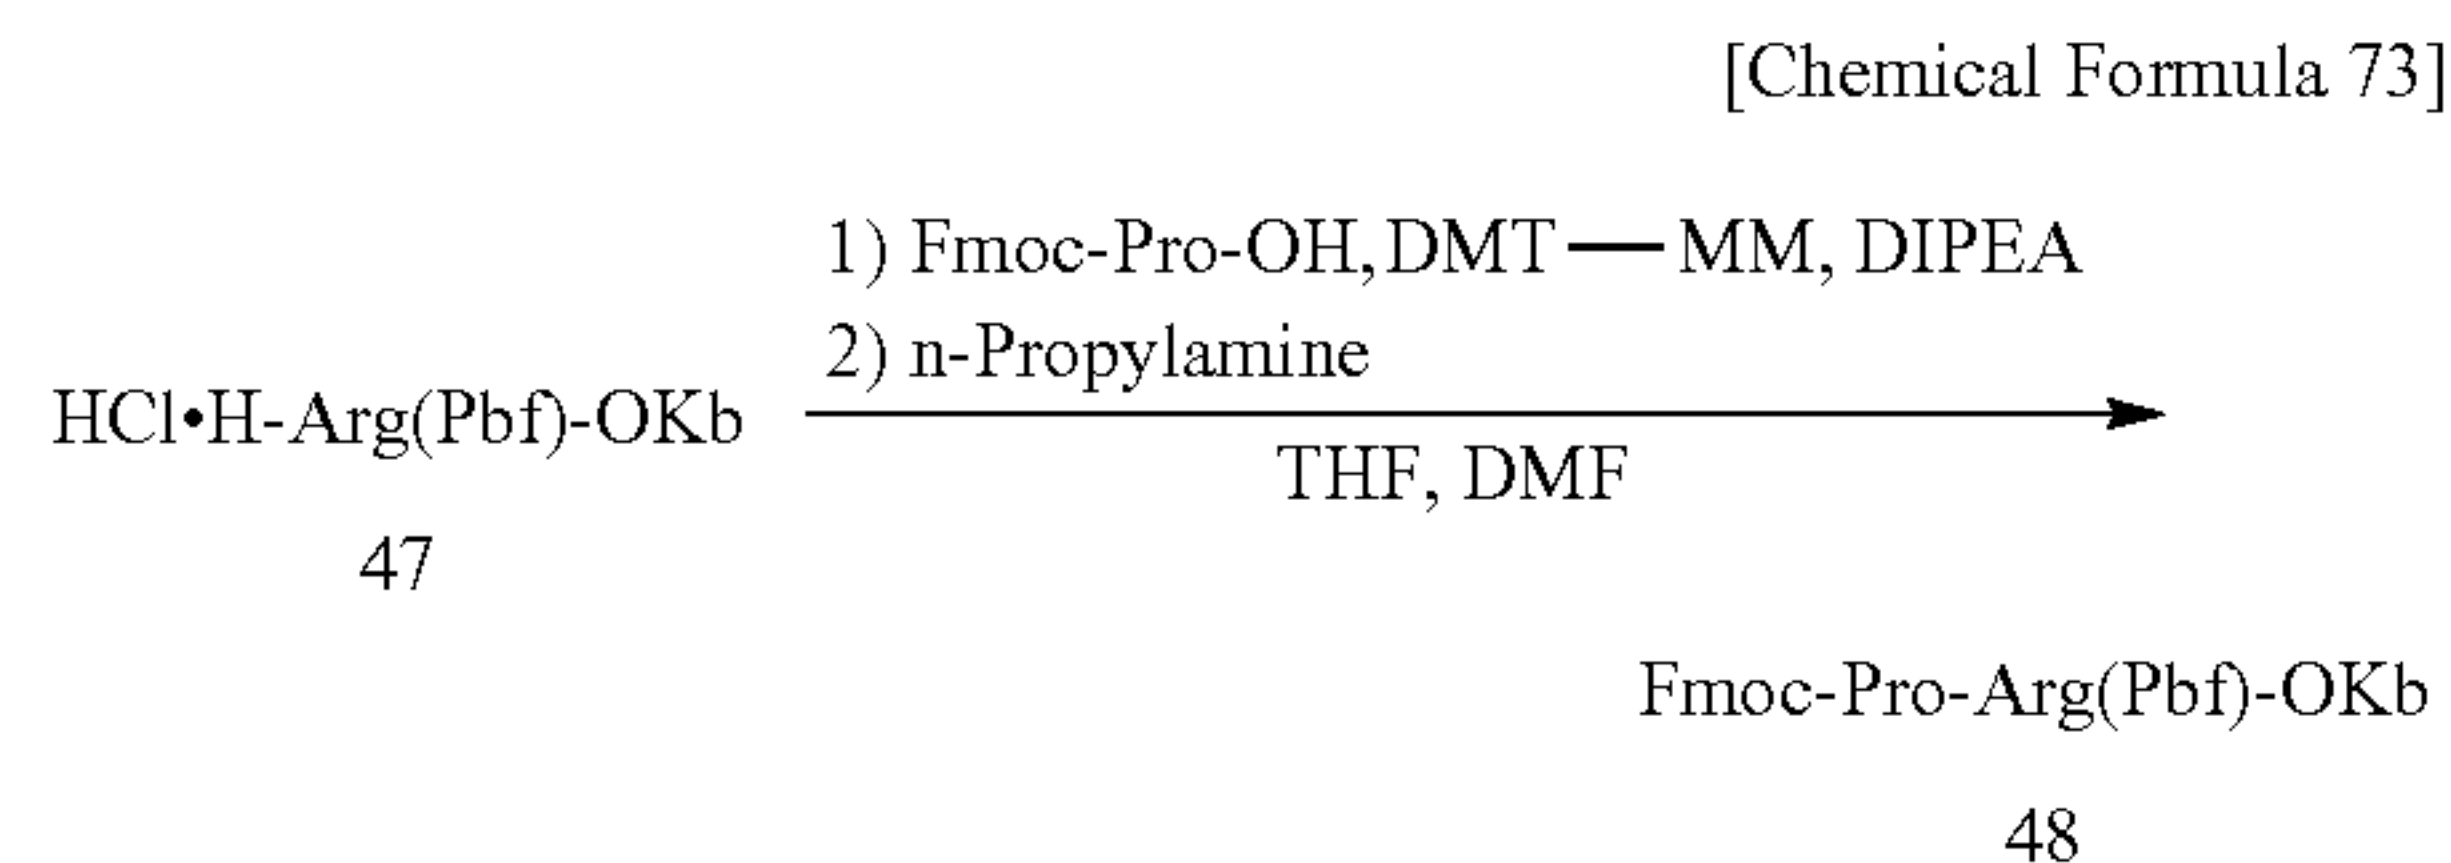 [Chemical Formula 73]
1) Fmoc-Pro-OH, DMT—MM, DIPEA
2) n-Propylamine
HCl•H-Arg(Pbf)-OKb
THF, DMF
47
Fmoc-Pro-Arg(Pbf)-OKb
48